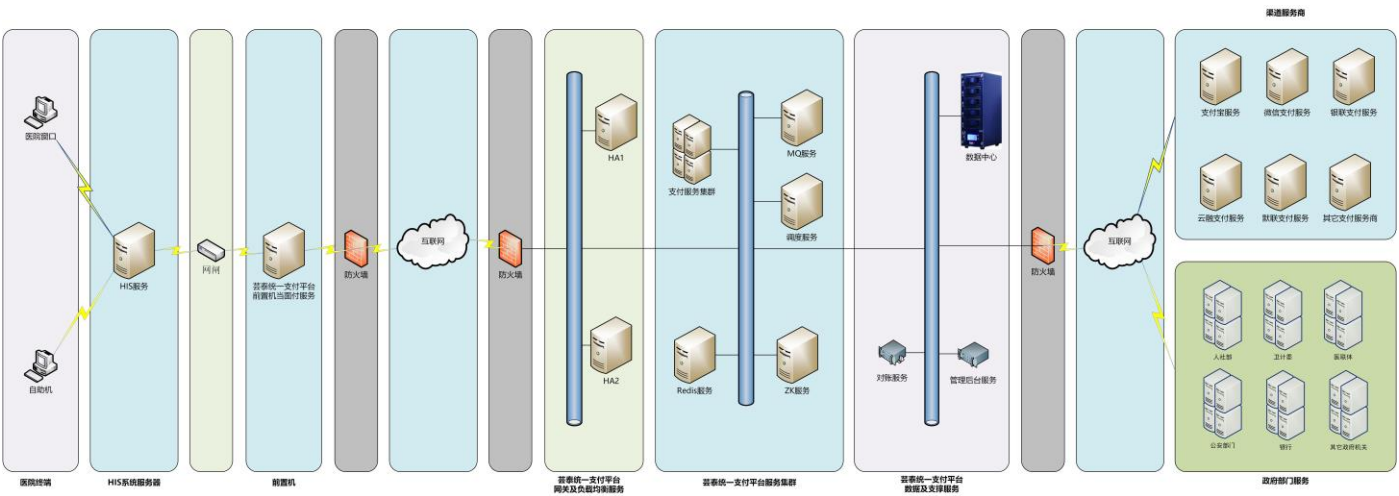 渠道服务商
医院窗口
自助机
医院终端
HIS服务
HIS系统服务器
网闸
芸泰统一支付平台
前置机当面付服务
前置机
防火墙
互联网
防火墙
HA1
HA2
芸泰统一支付平台
网关及负载均衡服务
支付服务集群
MQ服务
调度服务
Redis服务
ZK服务
芸泰统一支付平台服务集群
数据中心
对账服务
管理后台服务
芸泰统一支付平台
数据及支撑服务
防火墙
互联网
支付宝服务
微信支付服务
银联支付服务
云融支付服务
默联支付服务
其它支付服务商
人社部
卫计委
医联体
公安部门
银行
其它政府机关
政府部门服务